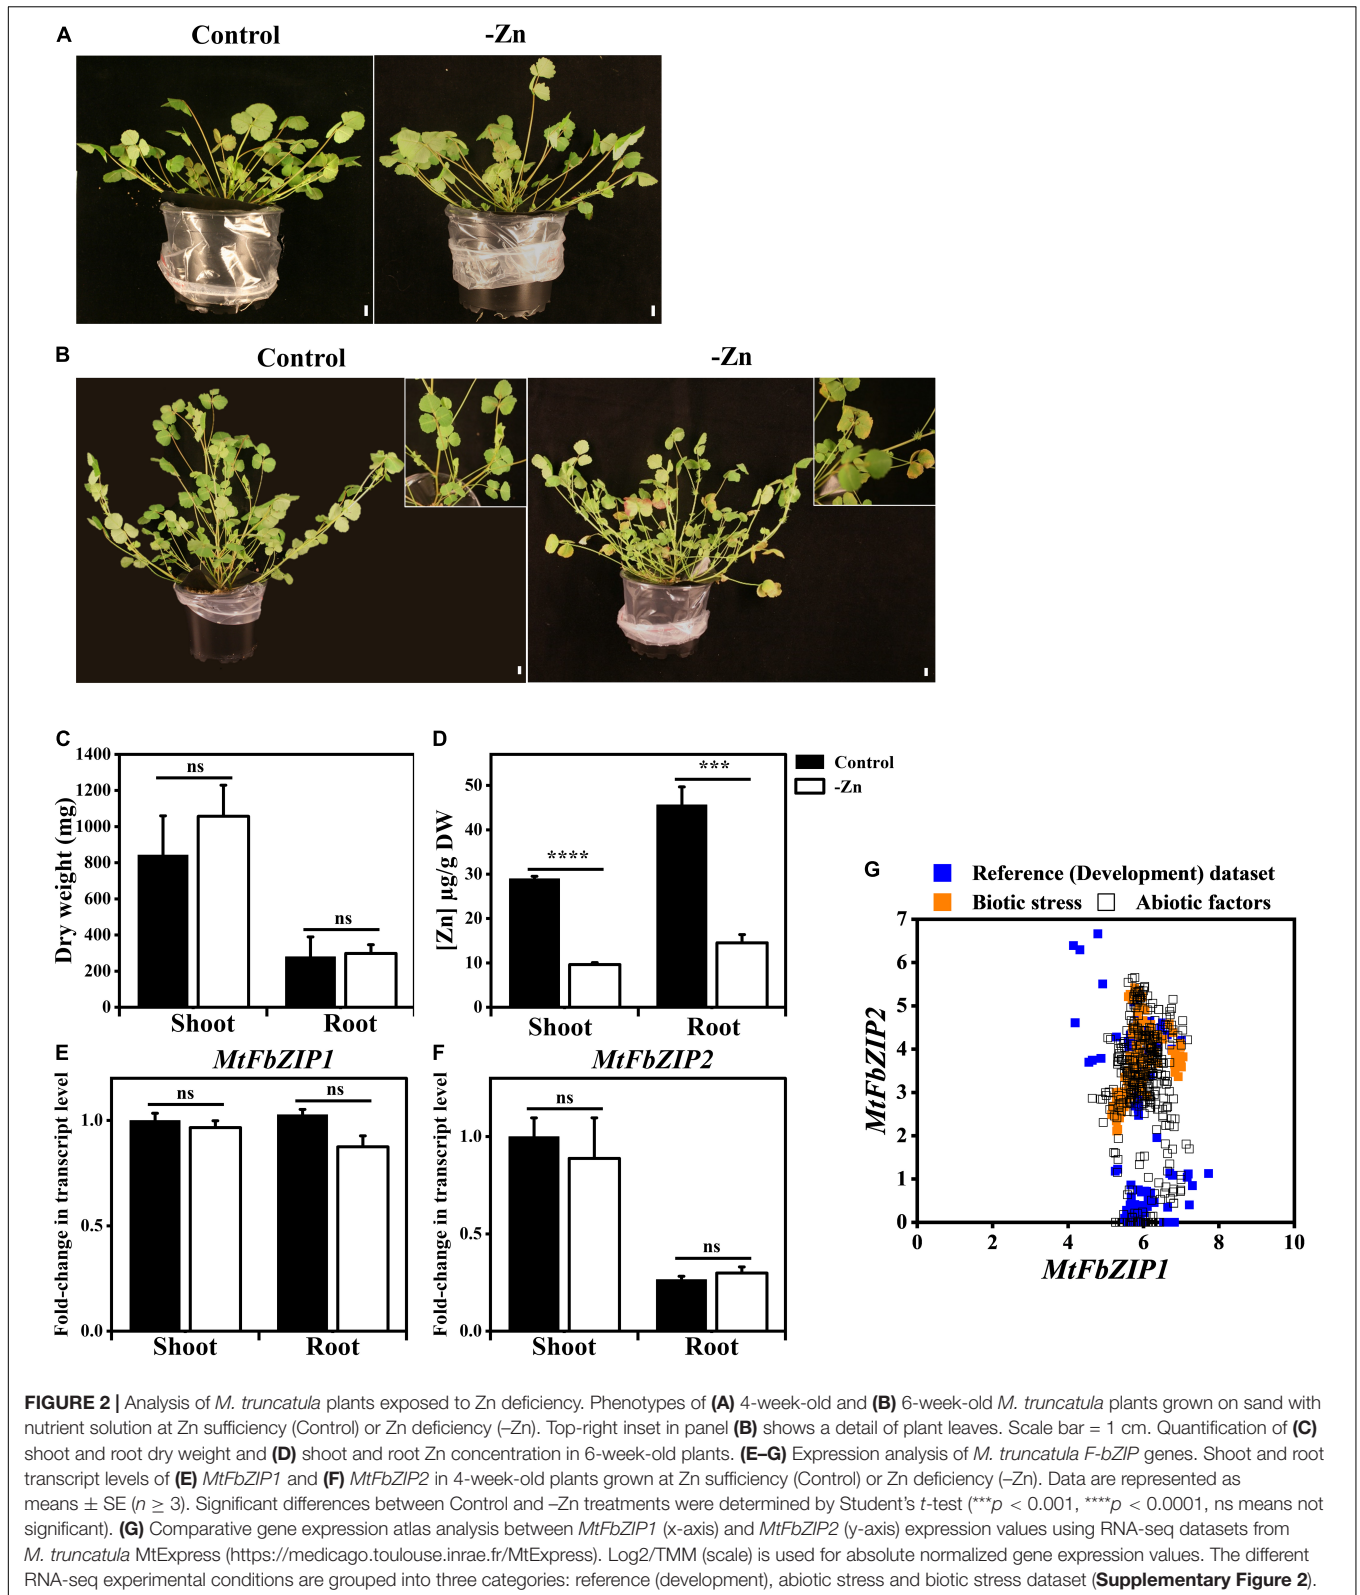 A
Control
-Zn
B
Control
-Zn
C
1400
1200
1000
800
600
400
200
0
Dry weight (mg)
ns
ns
Shoot
Root
D
50
40
30
20
10
0
[Zn] µg/g DW
****
***
Shoot
Root
Control
-Zn
E
MtFbZIP1
1.0
0.5
0.0
Fold-change in transcript level
ns
ns
Shoot
Root
F
MtFbZIP2
1.0
0.5
0.0
Fold-change in transcript level
ns
ns
Shoot
Root
G
Reference (Development) dataset
Biotic stress
Abiotic factors
7
6
5
4
3
2
1
0
MtFbZIP2
0 2 4 6 8 10
MtFbZIP1
FIGURE 2 | Analysis of M. truncatula plants exposed to Zn deficiency. Phenotypes of (A) 4-week-old and (B) 6-week-old M. truncatula plants grown on sand with
nutrient solution at Zn sufficiency (Control) or Zn deficiency (–Zn). Top-right inset in panel (B) shows a detail of plant leaves. Scale bar = 1 cm. Quantification of (C)
shoot and root dry weight and (D) shoot and root Zn concentration in 6-week-old plants. (E–G) Expression analysis of M. truncatula F-bZIP genes. Shoot and root
transcript levels of (E) MtFbZIP1 and (F) MtFbZIP2 in 4-week-old plants grown at Zn sufficiency (Control) or Zn deficiency (–Zn). Data are represented as
means ± SE (n ≥ 3). Significant differences between Control and –Zn treatments were determined by Student's t-test (***p < 0.001, ****p < 0.0001, ns means not
significant). (G) Comparative gene expression atlas analysis between MtFbZIP1 (x-axis) and MtFbZIP2 (y-axis) expression values using RNA-seq datasets from
M. truncatula MtExpress (https://medicago.toulouse.inrae.fr/MtExpress). Log2/TMM (scale) is used for absolute normalized gene expression values. The different
RNA-seq experimental conditions are grouped into three categories: reference (development), abiotic stress and biotic stress dataset (Supplementary Figure 2).